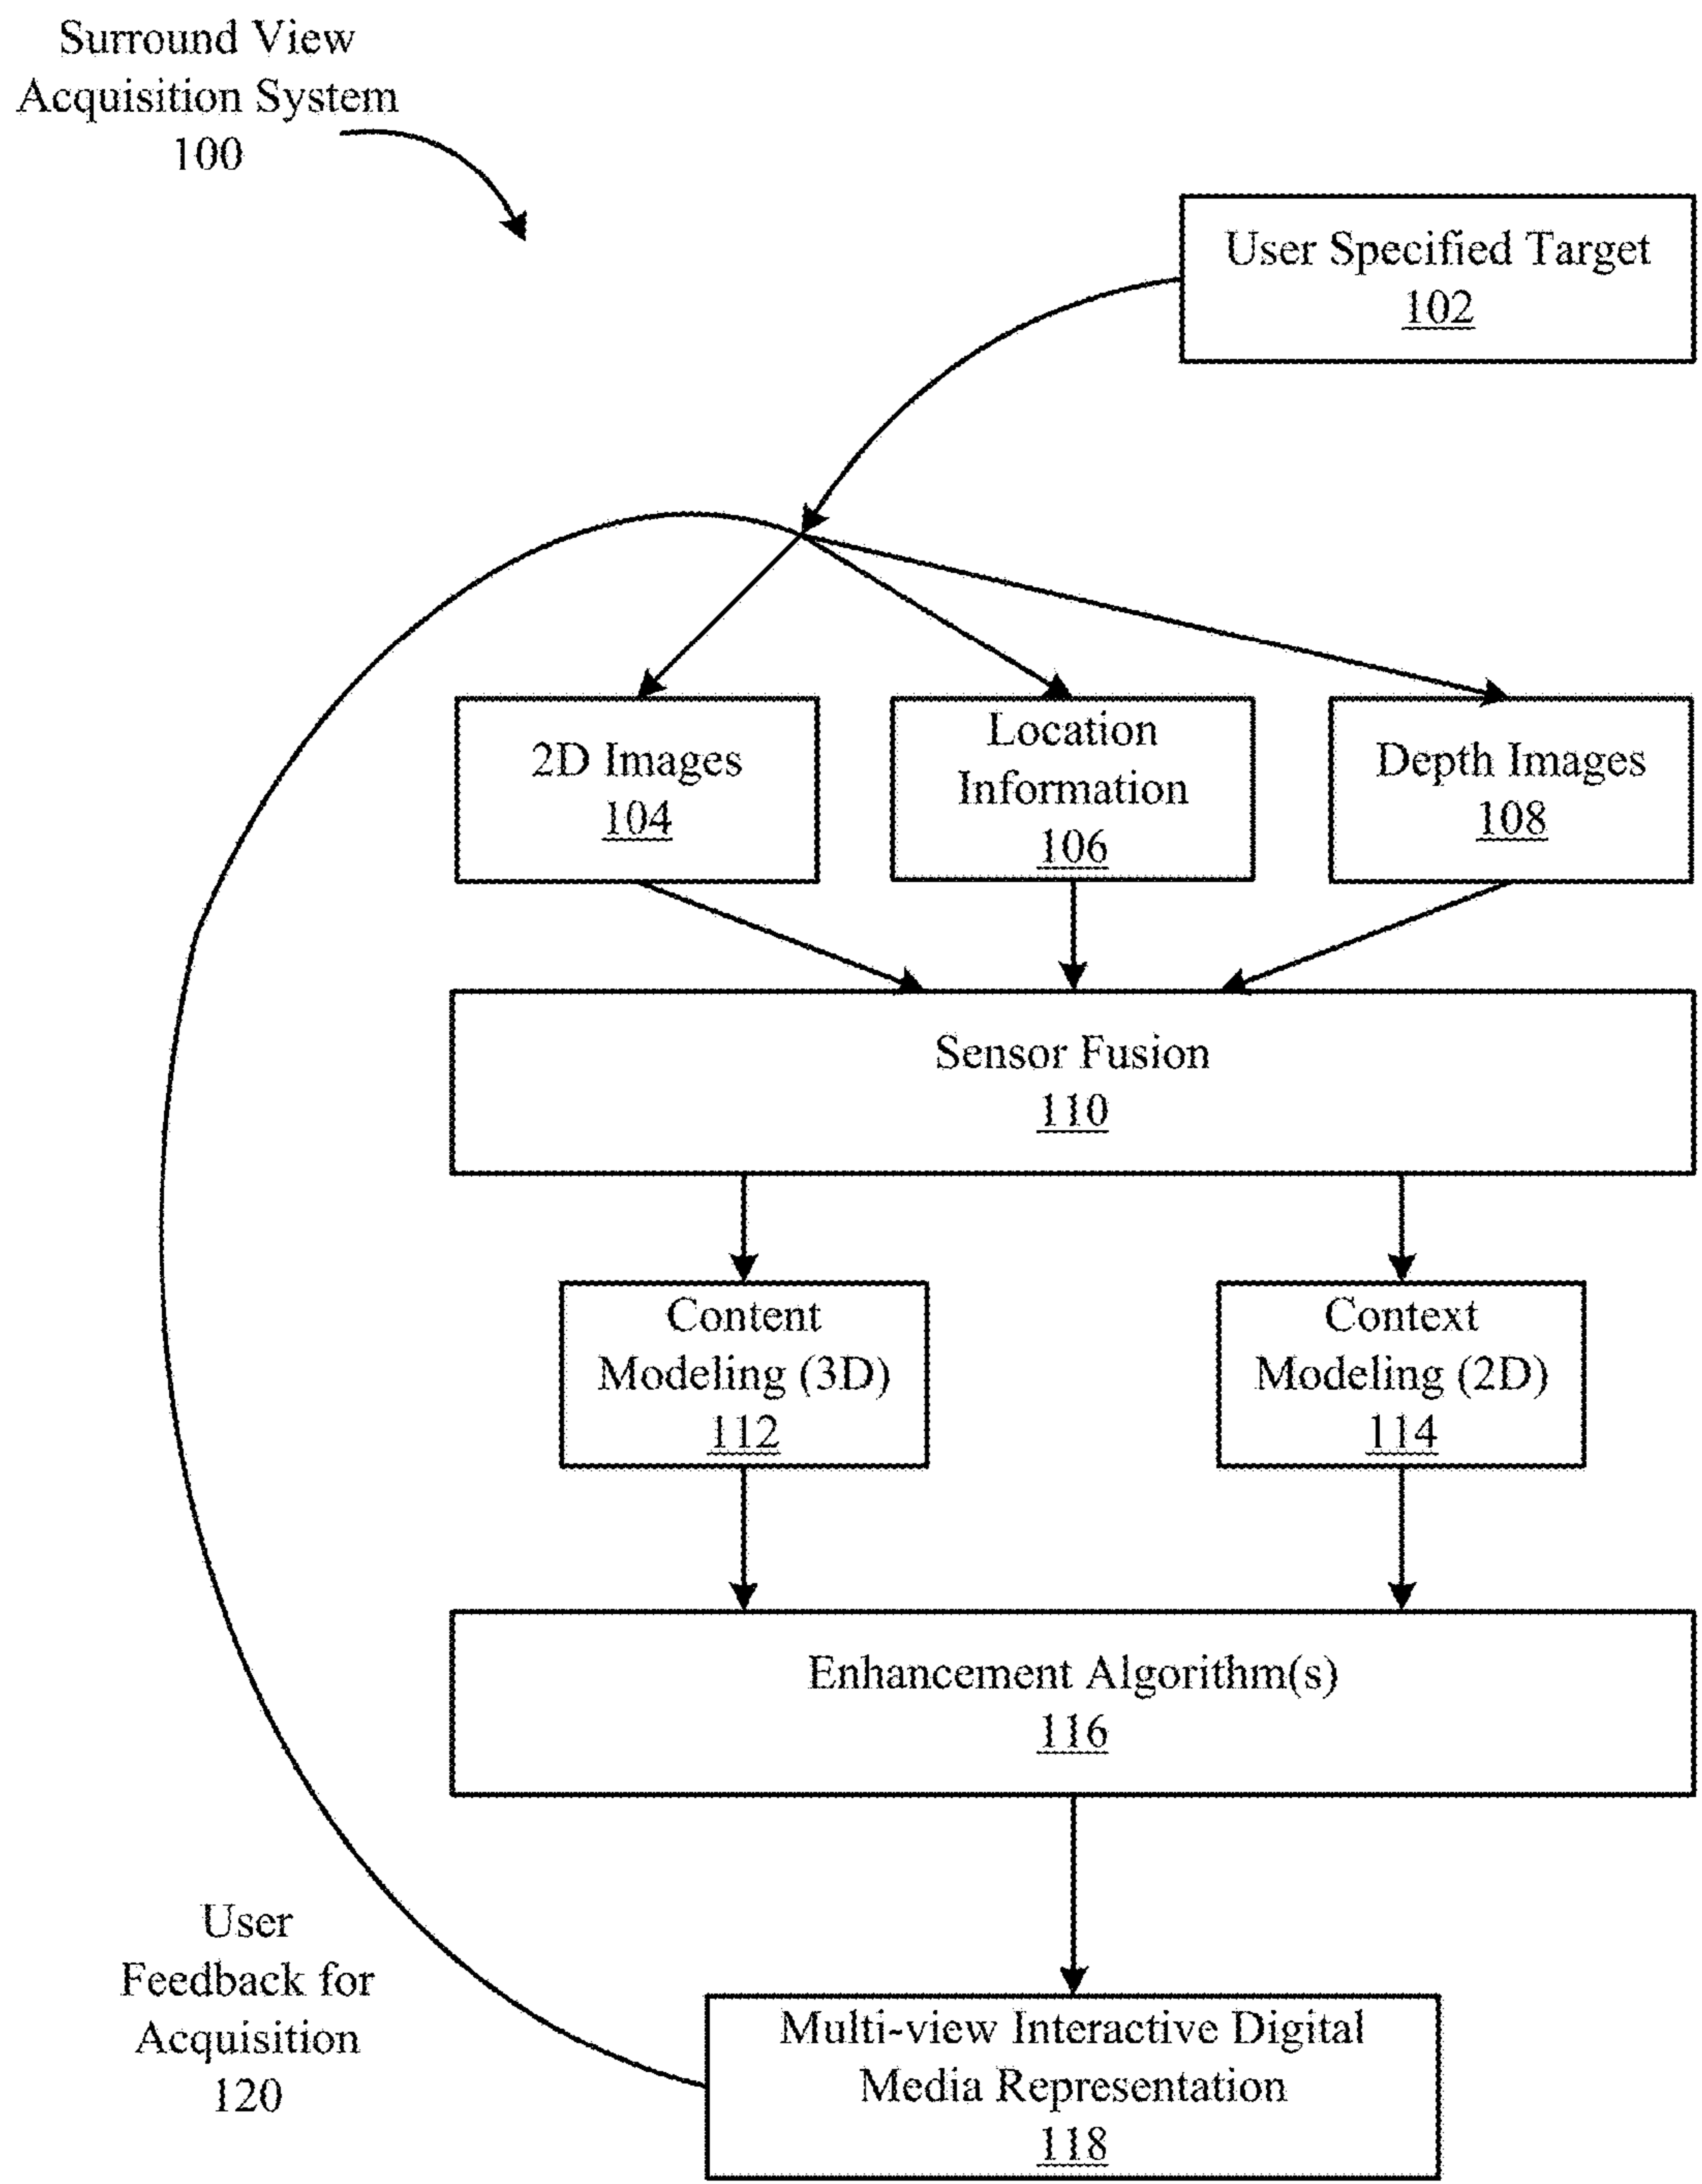 Surround View
Acquisition System
100
User Specified Target
102
2D Images
104
Location
Information
106
Depth Images
108
Sensor Fusion
110
Content
Modeling (3D)
112
Context
Modeling (2D)
114
Enhancement Algorithm(s)
116
User
Feedback for
Acquisition
120
Multi-view Interactive Digital
Media Representation
118